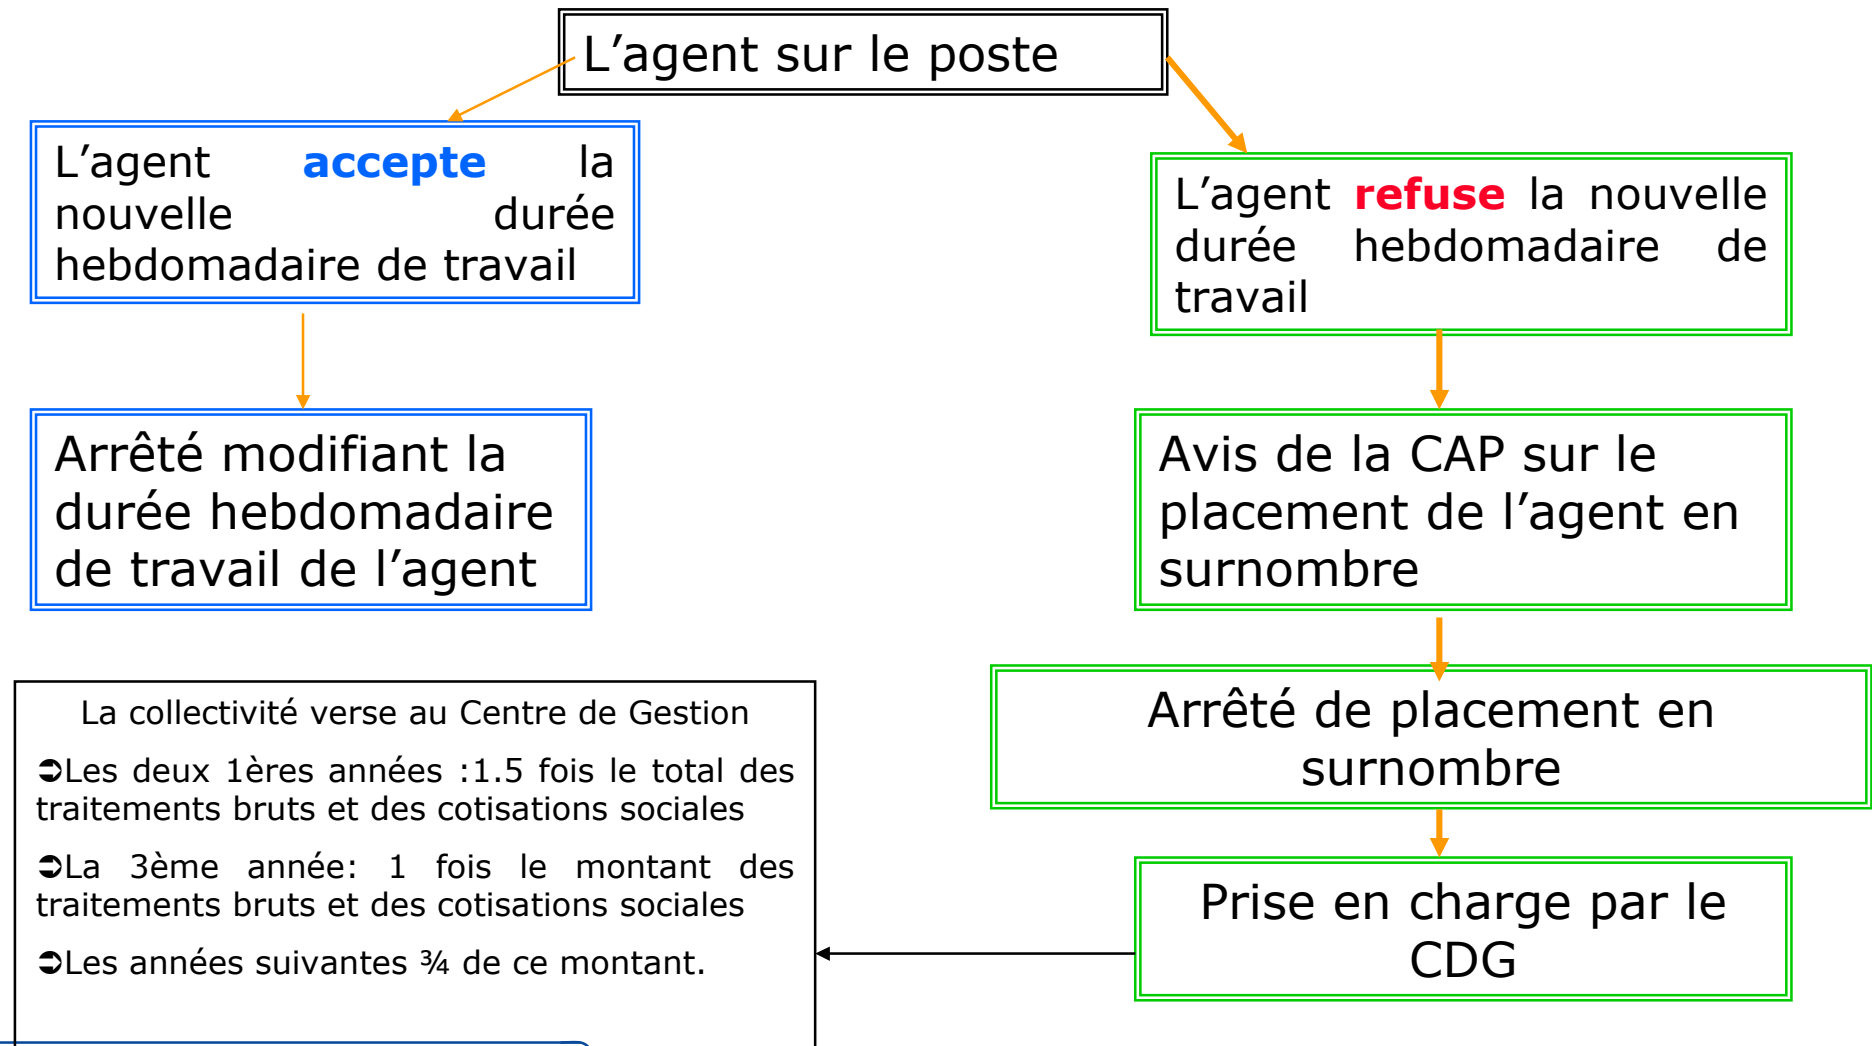 L’agent sur le poste
L’agent accepte la
nouvelle durée
hebdomadaire de travail
L’agent refuse la nouvelle
durée hebdomadaire de
travail
Arrêté modifiant la
durée hebdomadaire
de travail de l’agent
Avis de la CAP sur le
placement de l’agent en
surnombre
Arrêté de placement en
surnombre
Prise en charge par le
CDG
La collectivité verse au Centre de Gestion
➲Les deux 1ères années :1.5 fois le total des
traitements bruts et des cotisations sociales
➲La 3ème année: 1 fois le montant des
traitements bruts et des cotisations sociales
➲Les années suivantes ¾ de ce montant.